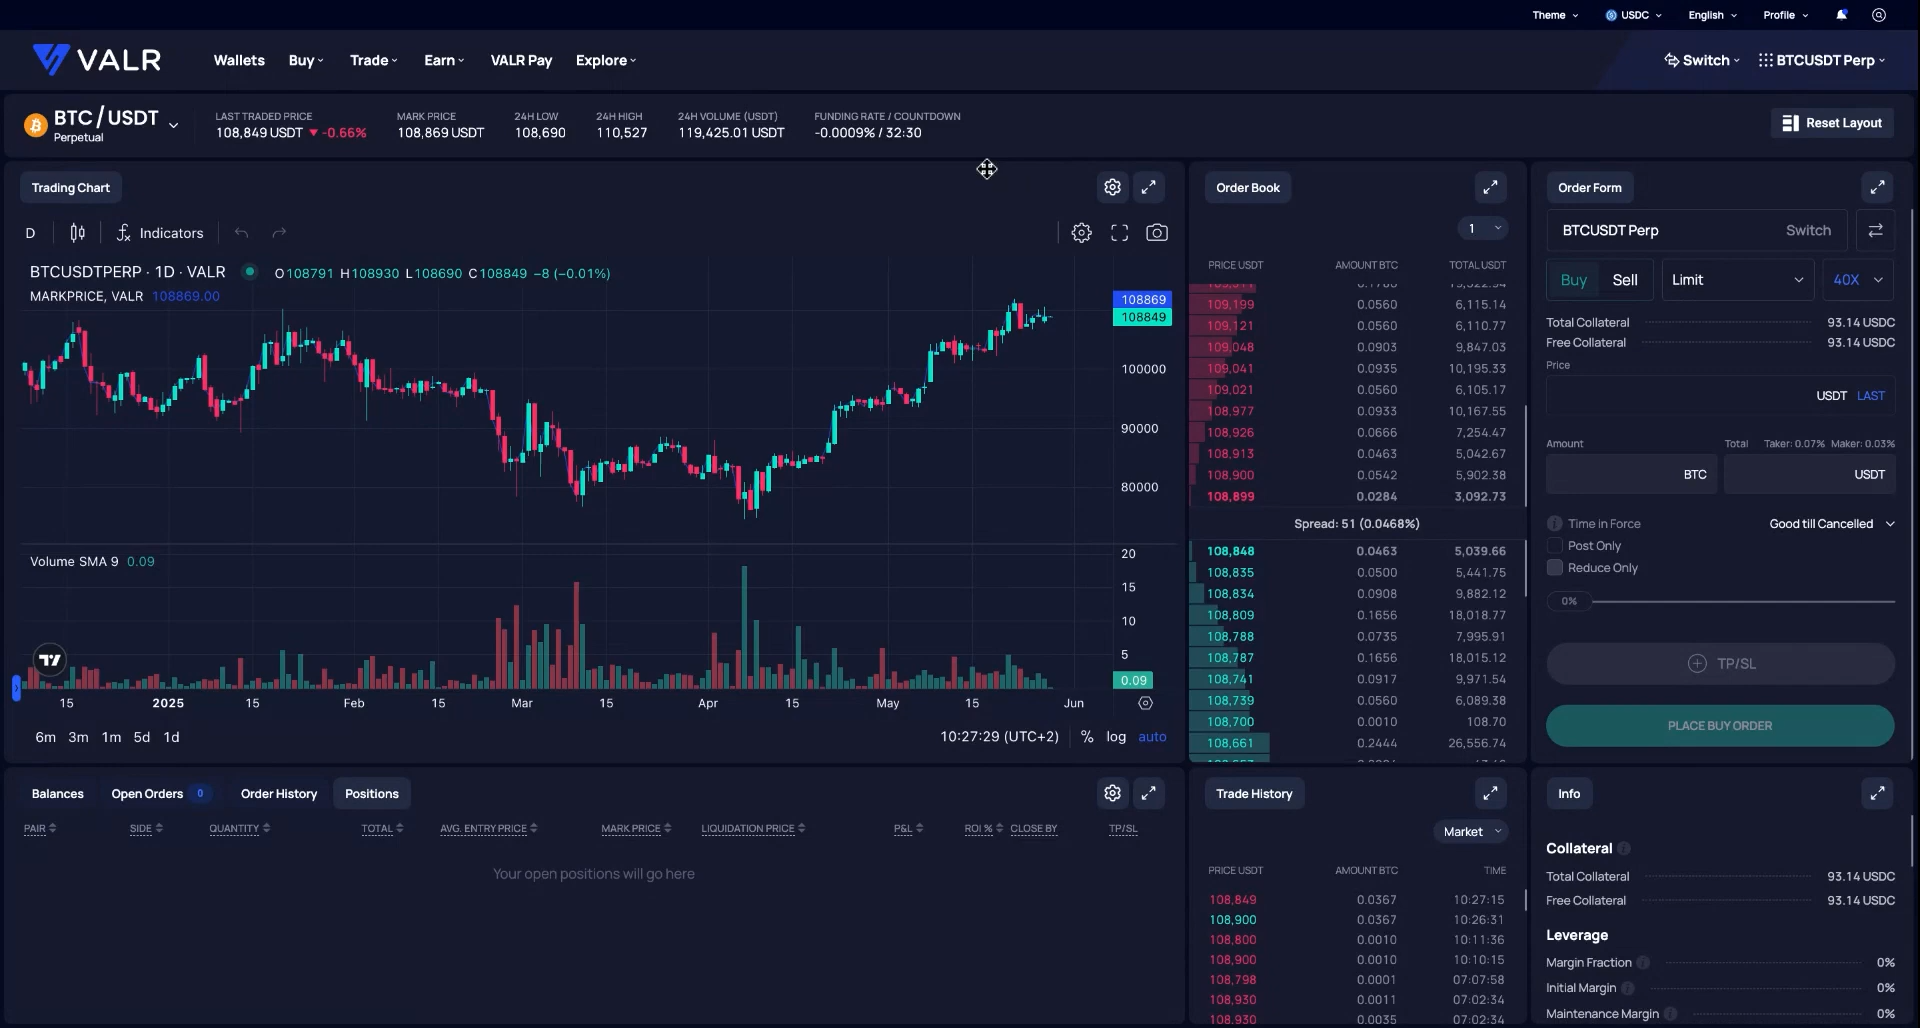 Theme USDC English Profile
VALR Wallets Buy Trade Earn VALR Pay Explore Switch BTCUSDT Perp
BTC/USDT
Perpetual
LAST TRADED PRICE MARK PRICE 24H LOW 24H HIGH 24H VOLUME (USDT) FUNDING RATE / COUNTDOWN
108,849 USDT -0.66% 108,869 USDT 108,690 110,527 119,425.01 USDT -0.0009% / 32:30
Reset Layout
Trading Chart
D Indicators
BTCUSDTPERP · 1D · VALR O108791 H108930 L108690 C108849 −8 (−0.01%)
MARKPRICE, VALR 108869.00
108869
108849
100000
90000
80000
Volume SMA 9 0.09
20
15
10
5
0.09
15 2025 15 Feb 15 Mar 15 Apr 15 May 15 Jun
6m 3m 1m 5d 1d 10:27:29 (UTC+2) % log auto
Order Book
1
PRICE USDT AMOUNT BTC TOTAL USDT
109,199 0.0560 6,115.14
109,121 0.0560 6,110.77
109,048 0.0903 9,847.03
109,041 0.0935 10,195.33
109,021 0.0560 6,105.17
108,977 0.0933 10,167.55
108,926 0.0666 7,254.47
108,913 0.0463 5,042.67
108,900 0.0542 5,902.38
108,899 0.0284 3,092.73
Spread: 51 (0.0468%)
108,848 0.0463 5,039.66
108,835 0.0500 5,441.75
108,834 0.0908 9,882.12
108,809 0.1656 18,018.77
108,788 0.0735 7,995.91
108,787 0.1656 18,015.12
108,741 0.0917 9,971.54
108,739 0.0560 6,089.38
108,700 0.0010 108.70
108,661 0.2444 26,556.74
Order Form
BTCUSDT Perp Switch
Buy Sell Limit 40X
Total Collateral 93.14 USDC
Free Collateral 93.14 USDC
Price
USDT LAST
Amount Total Taker: 0.07% Maker: 0.03%
BTC USDT
Time in Force Good till Cancelled
Post Only
Reduce Only
0%
TP/SL
PLACE BUY ORDER
Balances Open Orders 0 Order History Positions
PAIR SIDE QUANTITY TOTAL AVG. ENTRY PRICE MARK PRICE LIQUIDATION PRICE P&L ROI % CLOSE BY TP/SL
Your open positions will go here
Trade History
Market
PRICE USDT AMOUNT BTC TIME
108,849 0.0367 10:27:15
108,900 0.0367 10:26:31
108,800 0.0010 10:11:36
108,900 0.0010 10:10:15
108,798 0.0001 07:07:58
108,930 0.0011 07:02:34
108,930 0.0035 07:02:34
Info
Collateral
Total Collateral 93.14 USDC
Free Collateral 93.14 USDC
Leverage
Margin Fraction 0%
Initial Margin 0%
Maintenance Margin 0%